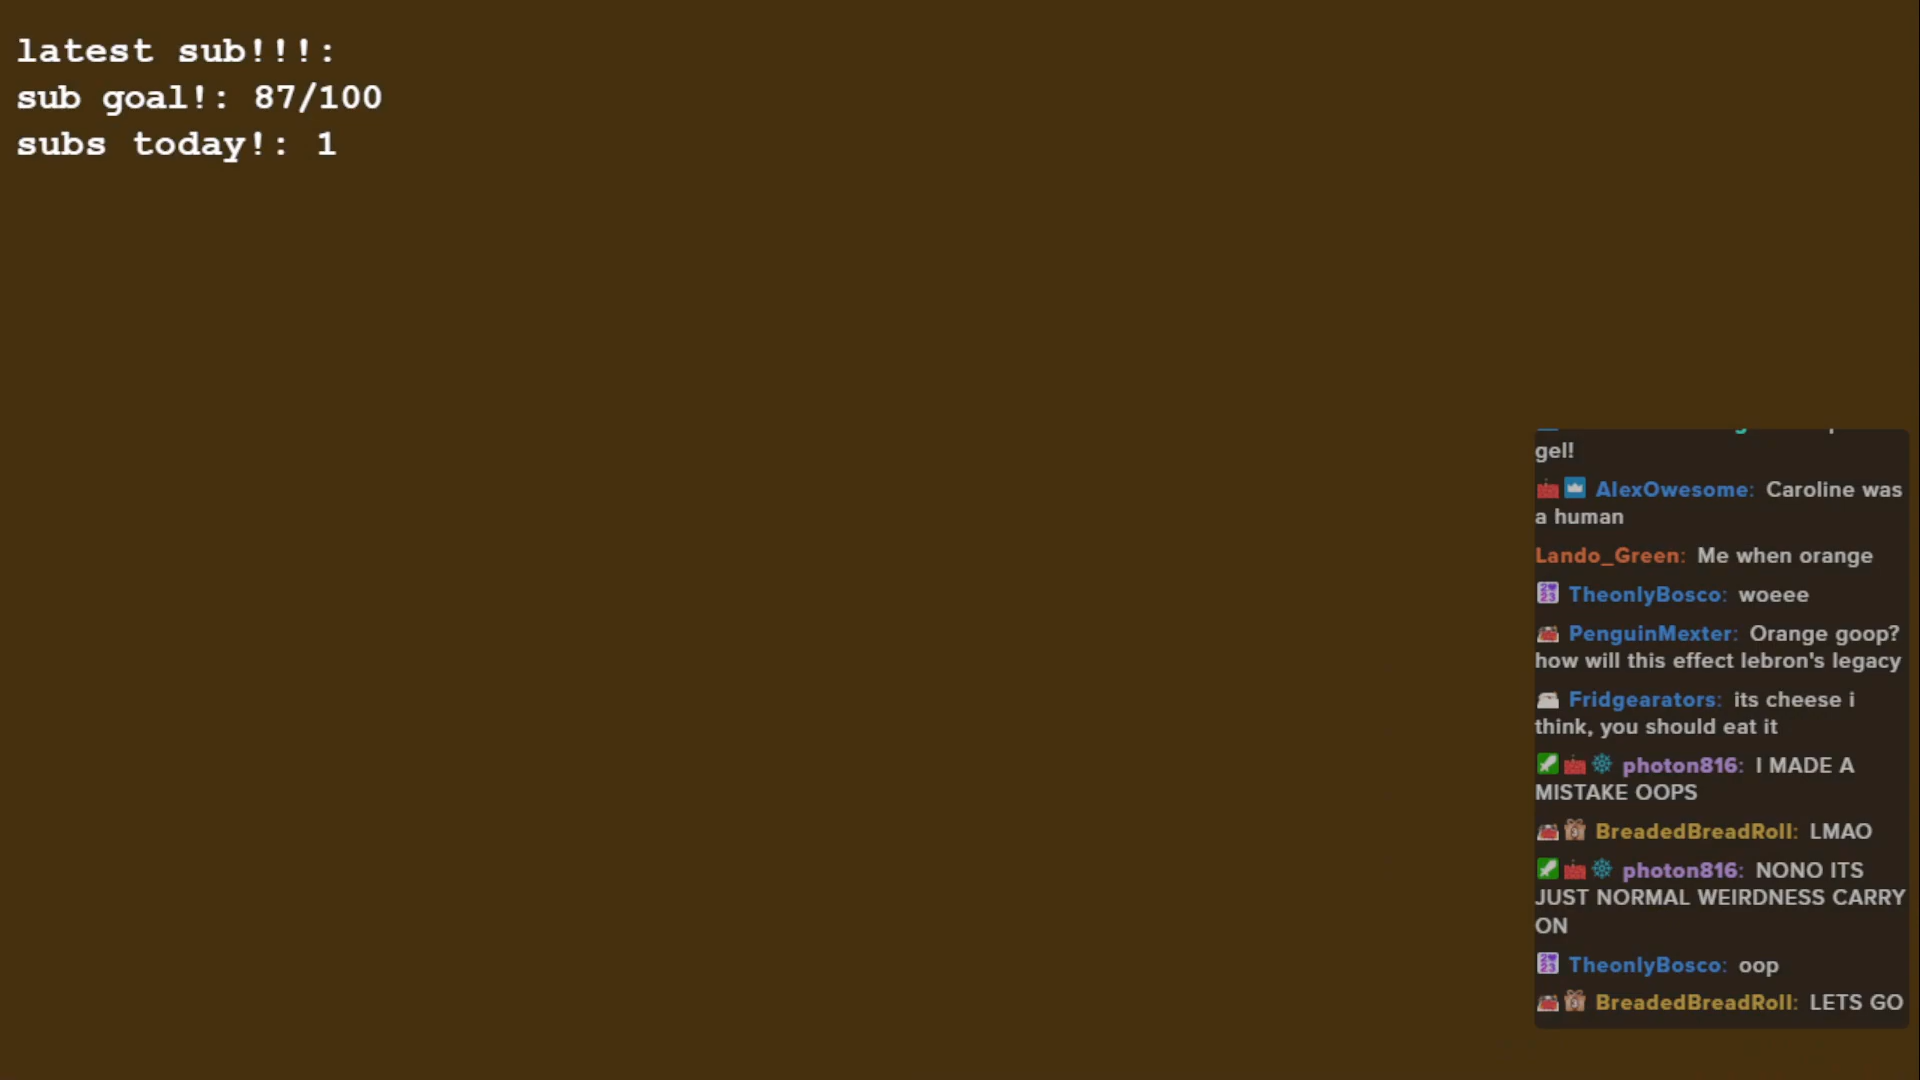 latest sub!!!:
sub goal!: 87/100
subs today!: 1
gel!
AlexOwesome: Caroline was
a human
Lando_Green: Me when orange
TheonlyBosco: woeee
PenguinMexter: Orange goop?
how will this effect lebron's legacy
Fridgearators: its cheese i
think, you should eat it
photon816: I MADE A
MISTAKE OOPS
BreadedBreadRoll: LMAO
photon816: NONO ITS
JUST NORMAL WEIRDNESS CARRY
ON
TheonlyBosco: oop
BreadedBreadRoll: LETS GO